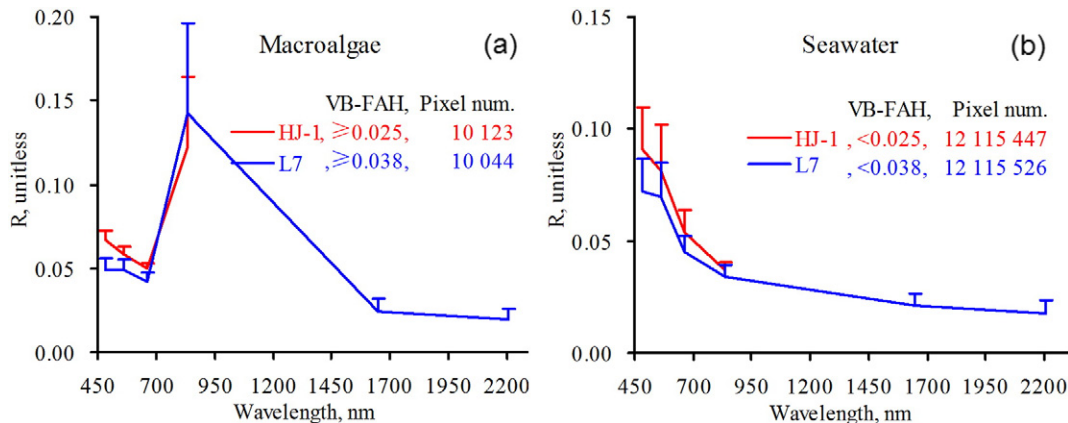 0.20
Macroalgae
(a)
0.15
VB-FAH, Pixel num.
HJ-1, ≥0.025, 10 123
L7 , ≥0.038, 10 044
0.10
0.05
0.00
R, unitless
450 700 950 1200 1450 1700 1950 2200
Wavelength, nm
0.15
Seawater
(b)
VB-FAH, Pixel num.
HJ-1 , <0.025, 12 115 447
L7 , <0.038, 12 115 526
0.10
0.05
0.00
R, unitless
450 700 950 1200 1450 1700 1950 2200
Wavelength, nm